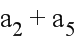 a₂ + a₅